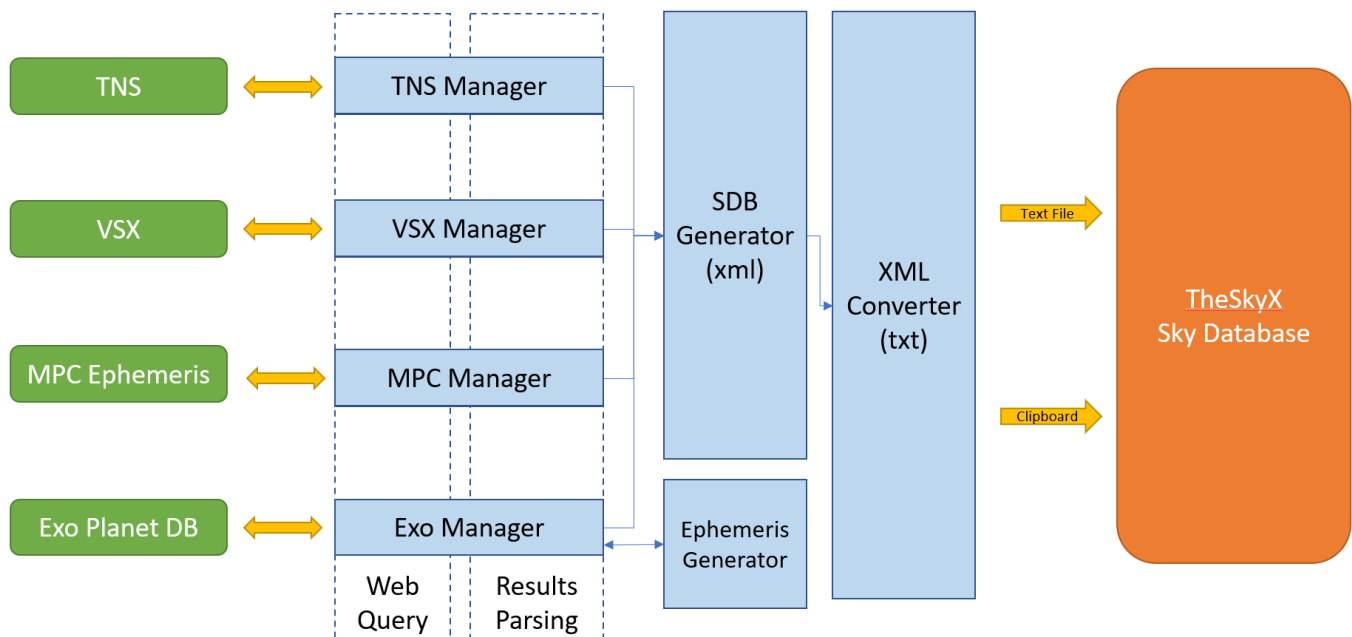 TNS
TNS Manager
VSX
VSX Manager
MPC Ephemeris
MPC Manager
Exo Planet DB
Exo Manager
Web
Query
Results
Parsing
SDB
Generator
(xml)
Ephemeris
Generator
XML
Converter
(txt)
Text File
Clipboard
TheSkyX
Sky Database